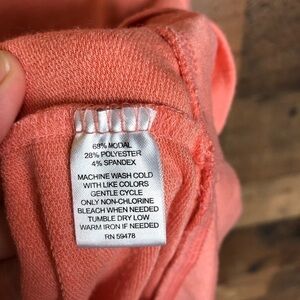 68% MODAL
28% POLYESTER
4% SPANDEX
MACHINE WASH COLD
WITH LIKE COLORS
GENTLE CYCLE
ONLY NON-CHLORINE
BLEACH WHEN NEEDED
TUMBLE DRY LOW
WARM IRON IF NEEDED
RN 59478